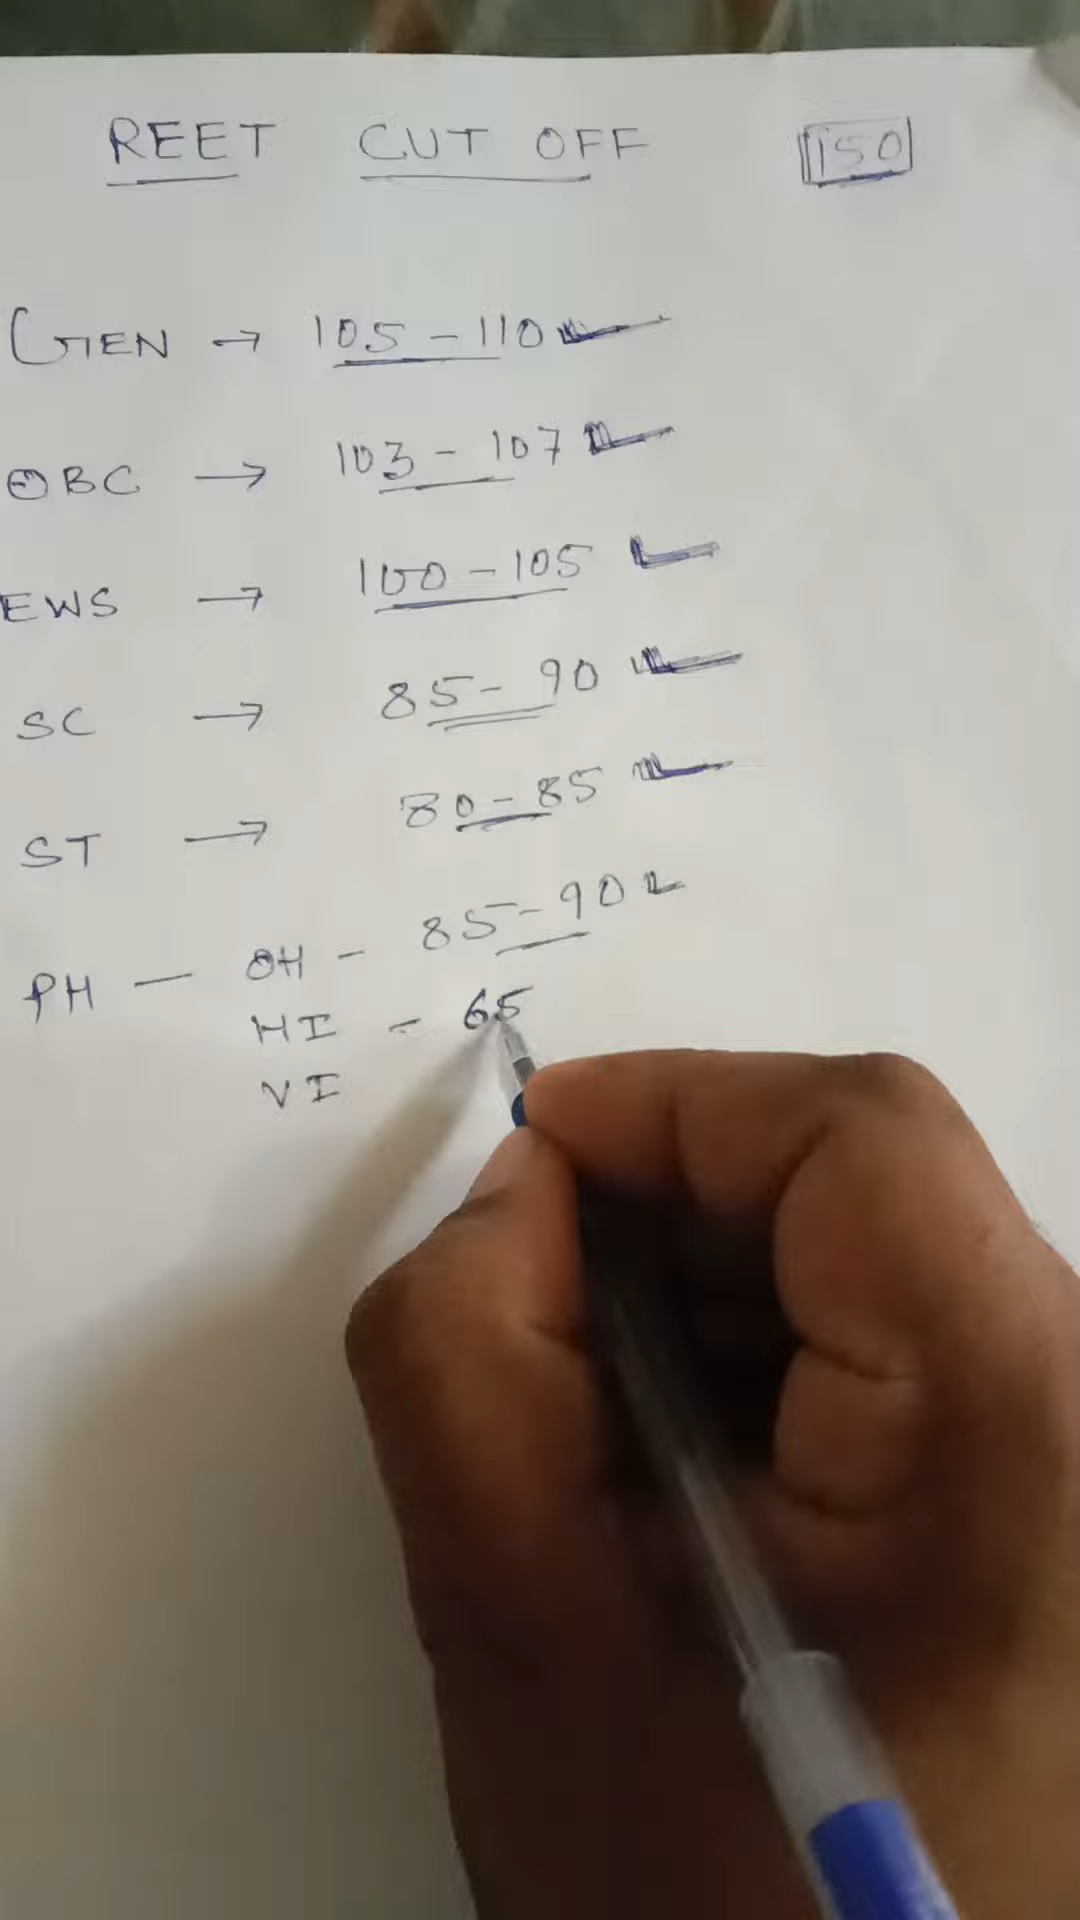 REET CUT OFF 150
GEN → 105 - 110
OBC → 103 - 107
EWS → 100 - 105
SC → 85 - 90
ST → 80 - 85
PH — OH - 85 - 90
HI - 65
VI